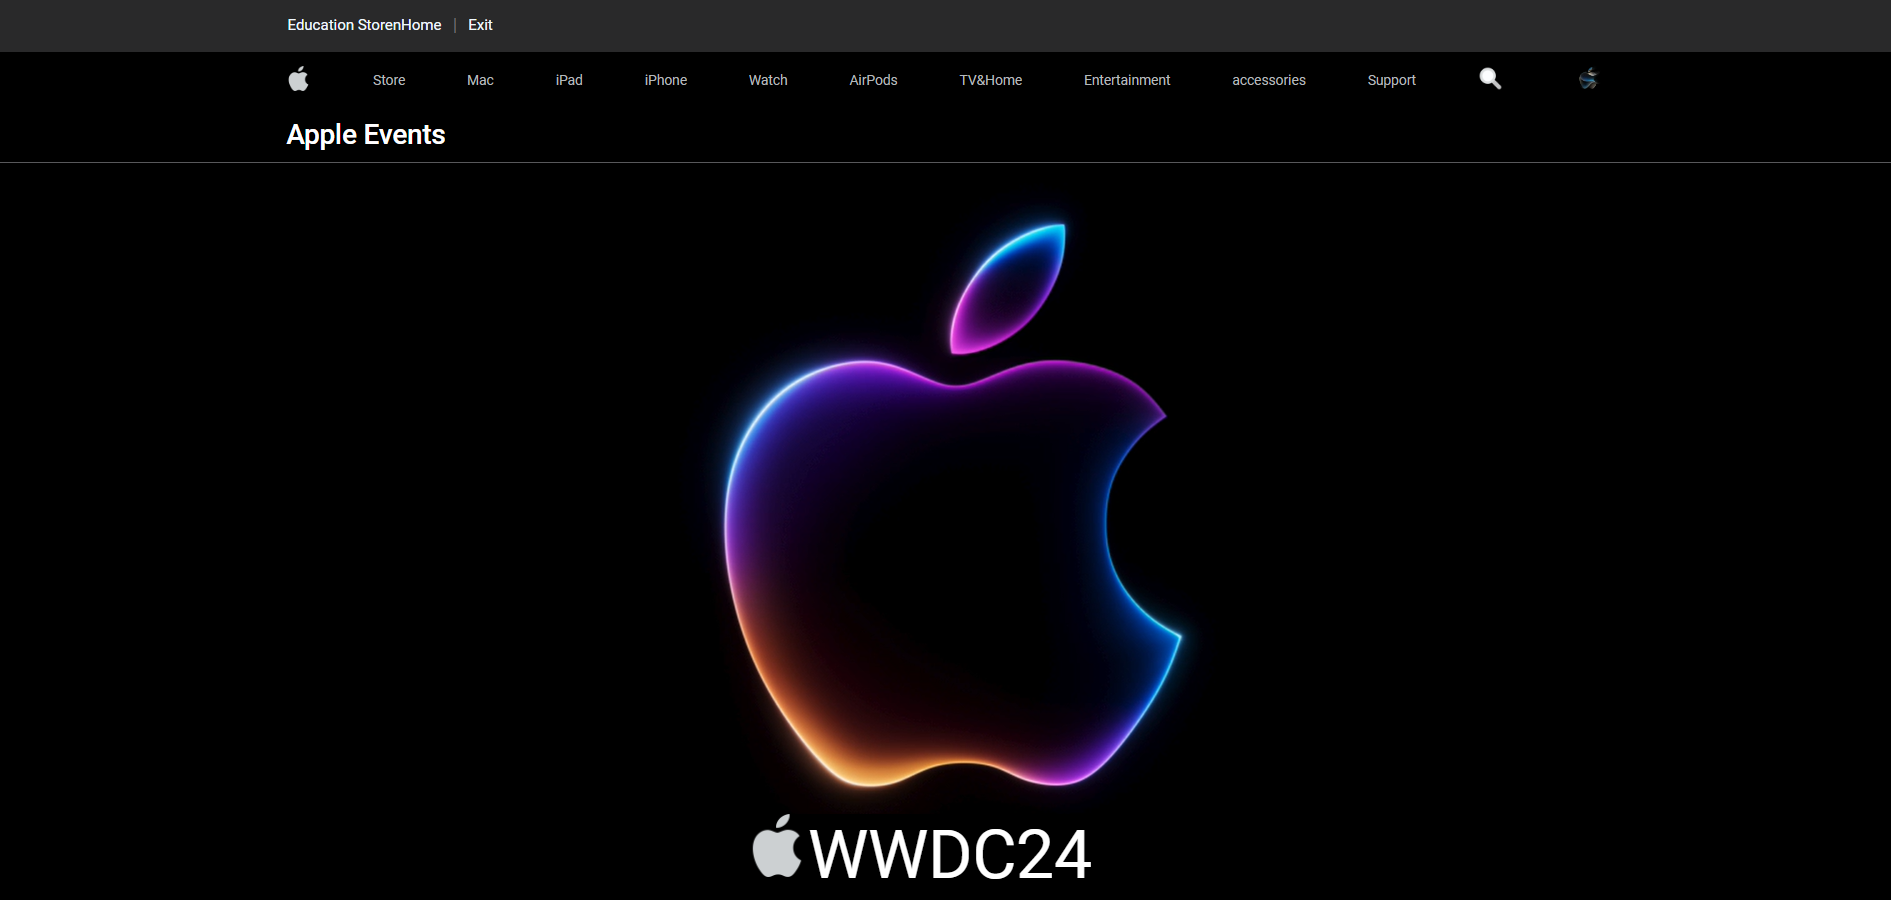 Education StorenHome | Exit
Store Mac iPad iPhone Watch AirPods TV&Home Entertainment accessories Support
Apple Events
WWDC24